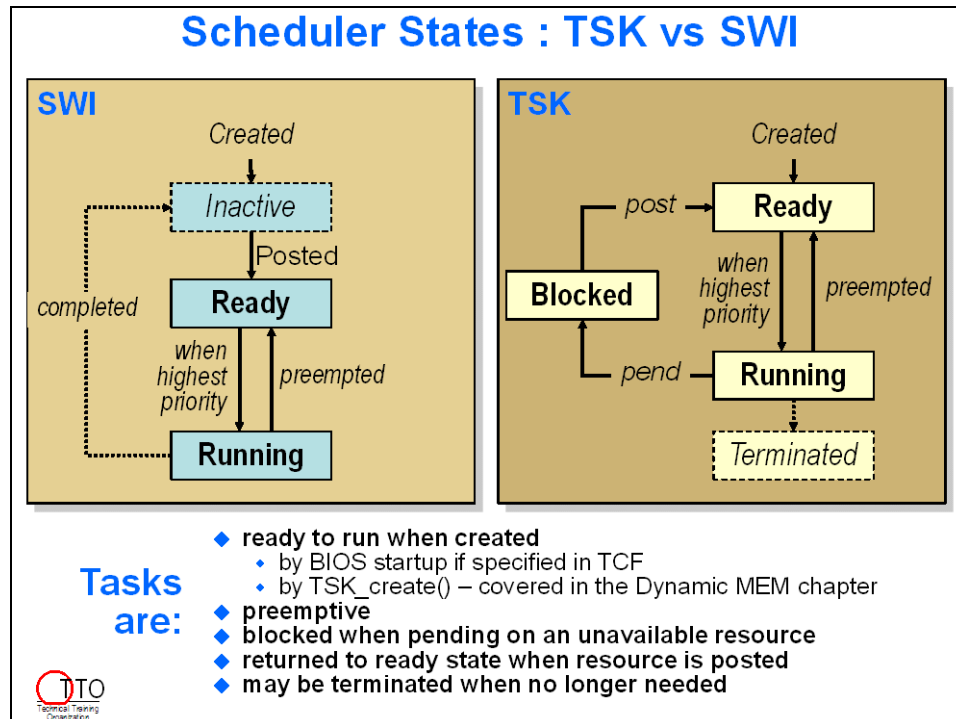 Scheduler States : TSK vs SWI
SWI
Created
Inactive
Posted
Ready
completed
when
highest
priority
preempted
Running
TSK
Created
post
Ready
Blocked
when
highest
priority
preempted
pend
Running
Terminated
Tasks
are:
ready to run when created
by BIOS startup if specified in TCF
by TSK_create() – covered in the Dynamic MEM chapter
preemptive
blocked when pending on an unavailable resource
returned to ready state when resource is posted
may be terminated when no longer needed
TTO
Technical Training
Organization